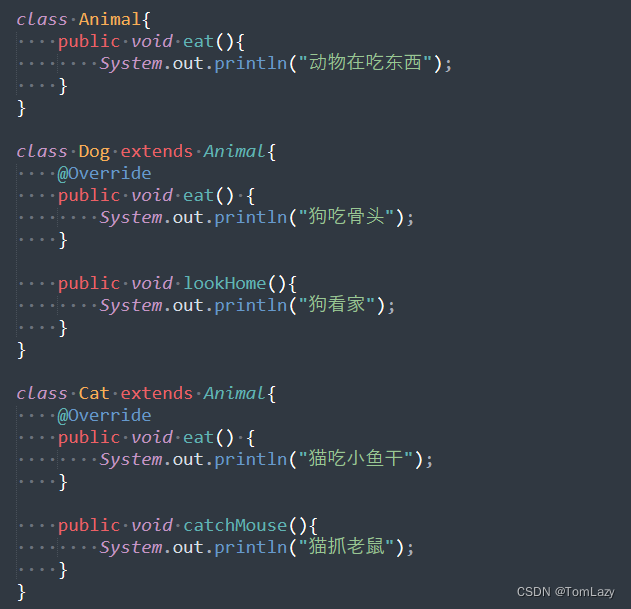 class Animal{
    public void eat(){
        System.out.println("动物在吃东西");
    }
}

class Dog extends Animal{
    @Override
    public void eat() {
        System.out.println("狗吃骨头");
    }

    public void lookHome(){
        System.out.println("狗看家");
    }
}

class Cat extends Animal{
    @Override
    public void eat() {
        System.out.println("猫吃小鱼干");
    }

    public void catchMouse(){
        System.out.println("猫抓老鼠");
    }
}
CSDN @TomLazy